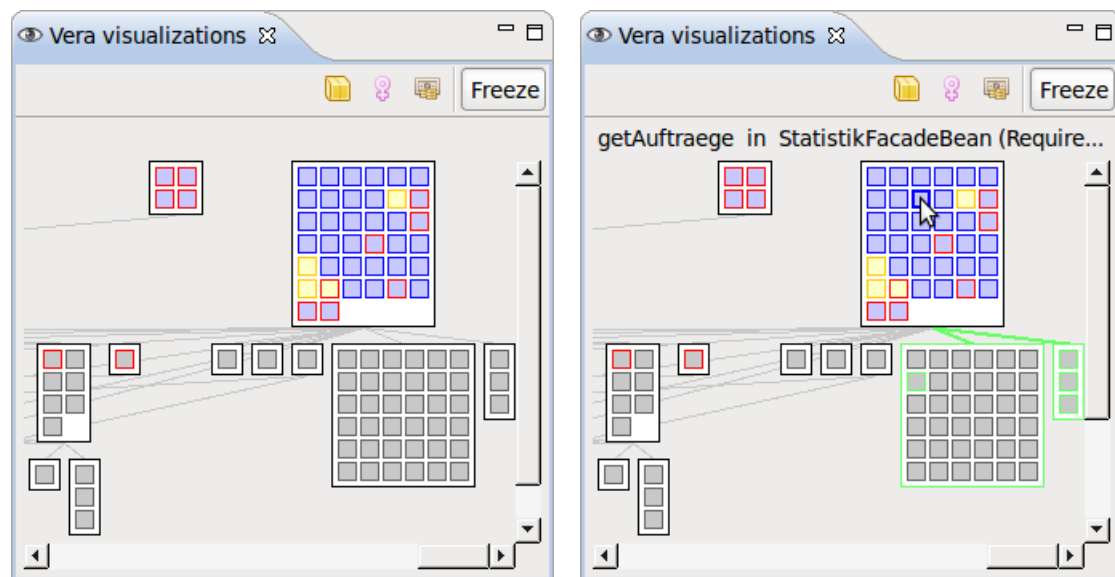 Vera visualizations
Freeze
Vera visualizations
Freeze
getAuftraege in StatistikFacadeBean (Require...